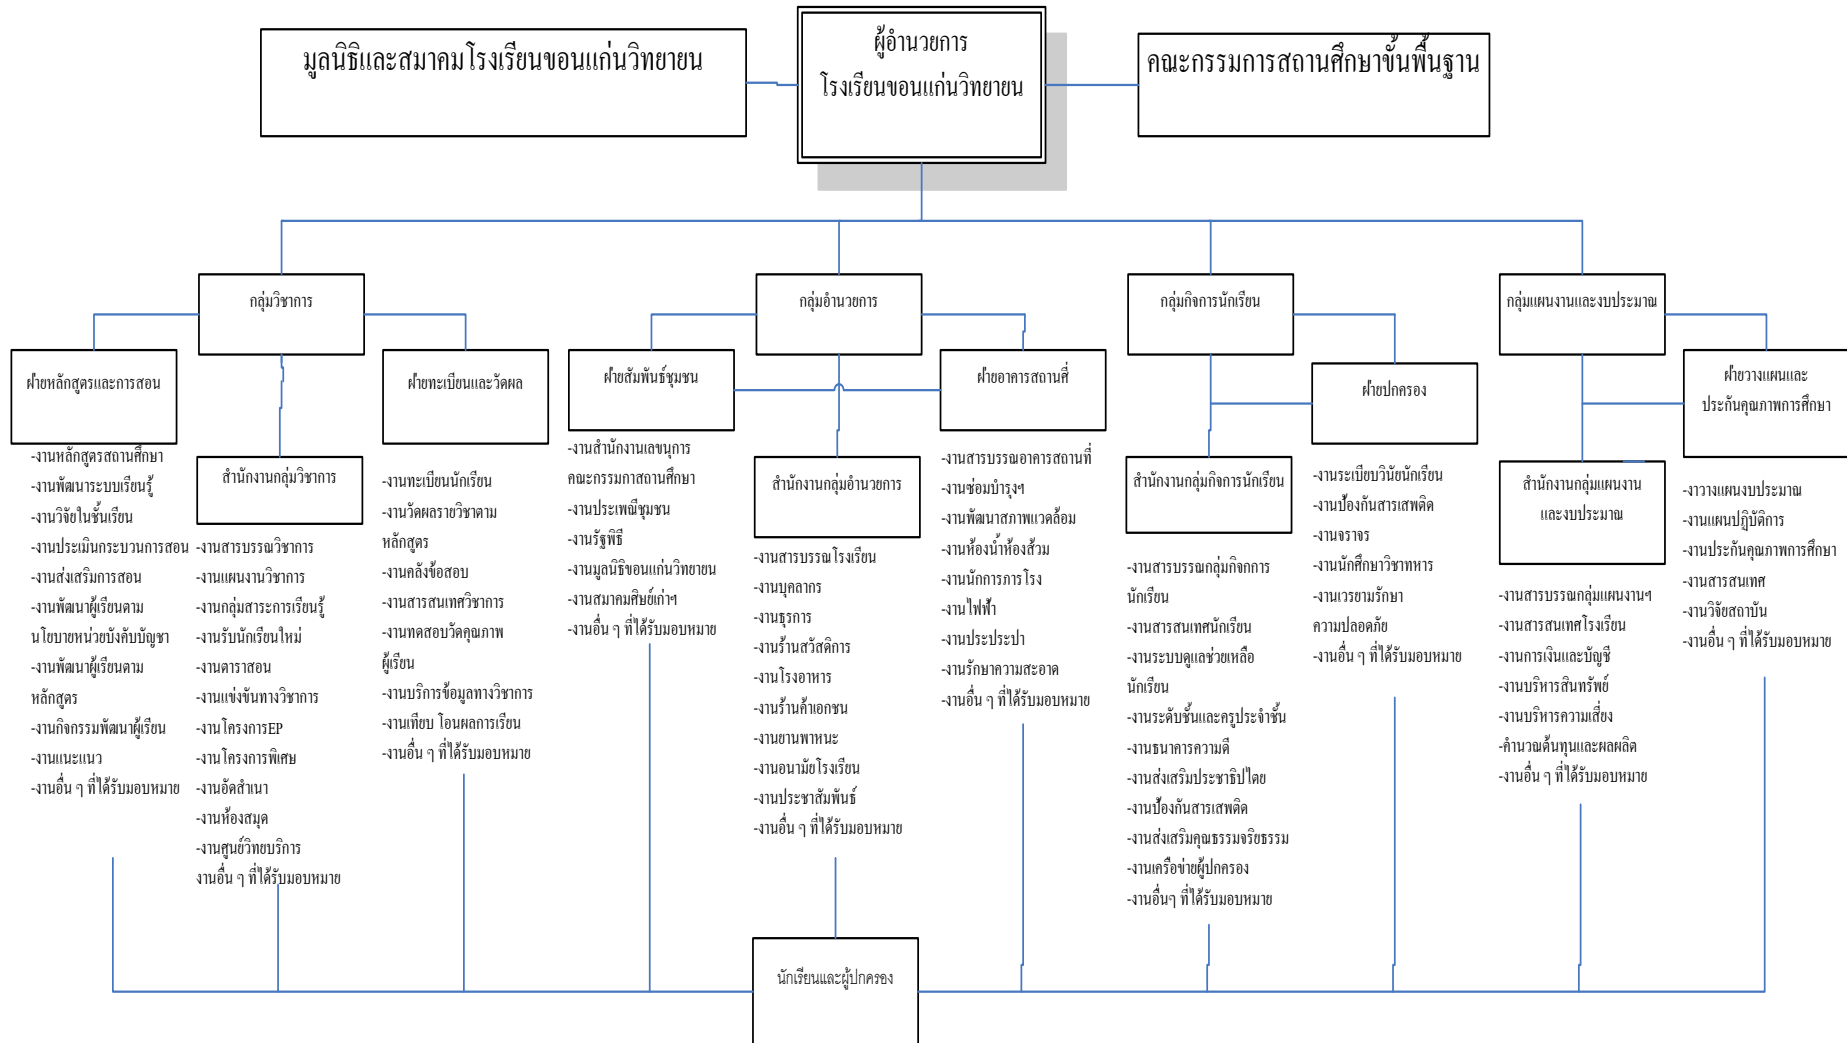 มูลนิธิและสมาคมโรงเรียนขอนแก่นวิทยายน
ผู้อำนวยการ
โรงเรียนขอนแก่นวิทยายน
คณะกรรมการสถานศึกษาขั้นพื้นฐาน
กลุ่มวิชาการ
กลุ่มอำนวยการ
กลุ่มกิจการนักเรียน
กลุ่มแผนงานและงบประมาณ
ฝ่ายหลักสูตรและการสอน
-งานหลักสูตรสถานศึกษา
-งานพัฒนาระบบเรียนรู้
-งานวิจัยในชั้นเรียน
-งานประเมินกระบวนการสอน
-งานส่งเสริมการสอน
-งานพัฒนาผู้เรียนตาม
นโยบายหน่วยบังคับบัญชา
-งานพัฒนาผู้เรียนตาม
หลักสูตร
-งานกิจกรรมพัฒนาผู้เรียน
-งานแนะแนว
-งานอื่น ๆ ที่ได้รับมอบหมาย
สำนักงานกลุ่มวิชาการ
-งานสารบรรณวิชาการ
-งานแผนงานวิชาการ
-งานกลุ่มสาระการเรียนรู้
-งานรับนักเรียนใหม่
-งานตาราสอน
-งานแข่งขันทางวิชาการ
-งานโครงการEP
-งานโครงการพิเศษ
-งานอัดสำเนา
-งานห้องสมุด
-งานศูนย์วิทยบริการ
งานอื่น ๆ ที่ได้รับมอบหมาย
ฝ่ายทะเบียนและวัดผล
-งานทะเบียนนักเรียน
-งานวัดผลรายวิชาตาม
หลักสูตร
-งานคลังข้อสอบ
-งานสารสนเทศวิชาการ
-งานทดสอบวัดคุณภาพ
ผู้เรียน
-งานบริการข้อมูลทางวิชาการ
-งานเทียบ โอนผลการเรียน
-งานอื่น ๆ ที่ได้รับมอบหมาย
ฝ่ายสัมพันธ์ชุมชน
-งานสำนักงานเลขนุการ
คณะกรรมกาสถานศึกษา
-งานประเพณีชุมชน
-งานรัฐพิธี
-งานมูลนิธิขอนแก่นวิทยายน
-งานสมาคมศิษย์เก่าฯ
-งานอื่น ๆ ที่ได้รับมอบหมาย
สำนักงานกลุ่มอำนวยการ
-งานสารบรรณโรงเรียน
-งานบุคลากร
-งานธุรการ
-งานร้านสวัสดิการ
-งานโรงอาหาร
-งานร้านค้าเอกชน
-งานยานพาหนะ
-งานอนามัยโรงเรียน
-งานประชาสัมพันธ์
-งานอื่น ๆ ที่ได้รับมอบหมาย
ฝ่ายอาคารสถานสี่
-งานสารบรรณอาคารสถานที่
-งานซ่อมบำรุงฯ
-งานพัฒนาสภาพแวดล้อม
-งานห้องน้ำห้องส้วม
-งานนักการภารโรง
-งานไฟฟ้า
-งานประประปา
-งานรักษาความสะอาด
-งานอื่น ๆ ที่ได้รับมอบหมาย
สำนักงานกลุ่มกิจการนักเรียน
-งานสารบรรณกลุ่มกิจกการ
นักเรียน
-งานสารสนเทศนักเรียน
-งานระบบดูแลช่วยเหลือ
นักเรียน
-งานระดับชั้นและครูประจำชั้น
-งานธนาคารความดี
-งานส่งเสริมประชาธิปไตย
-งานป้องกันสารเสพติด
-งานส่งเสริมคุณธรรมจริยธรรม
-งานเครือข่ายผู้ปกครอง
-งานอื่นๆ ที่ได้รับมอบหมาย
ฝ่ายปกครอง
-งานระเบียบวินัยนักเรียน
-งานป้องกันสารเสพติด
-งานจราจร
-งานนักศึกษาวิชาทหาร
-งานเวรยามรักษา
ความปลอดภัย
-งานอื่น ๆ ที่ได้รับมอบหมาย
สำนักงานกลุ่มแผนงาน
และงบประมาณ
-งานสารบรรณกลุ่มแผนงานฯ
-งานสารสนเทศโรงเรียน
-งานการเงินและบัญชี
-งานบริหารสินทรัพย์
-งานบริหารความเสี่ยง
-คำนวณต้นทุนและผลผลิต
-งานอื่น ๆ ที่ได้รับมอบหมาย
ฝ่ายวางแผนและ
ประกันคุณภาพการศึกษา
-งาวางแผนงบประมาณ
-งานแผนปฏิบัติการ
-งานประกันคุณภาพการศึกษา
-งานสารสนเทศ
-งานวิจัยสถาบัน
-งานอื่น ๆ ที่ได้รับมอบหมาย
นักเรียนและผู้ปกครอง